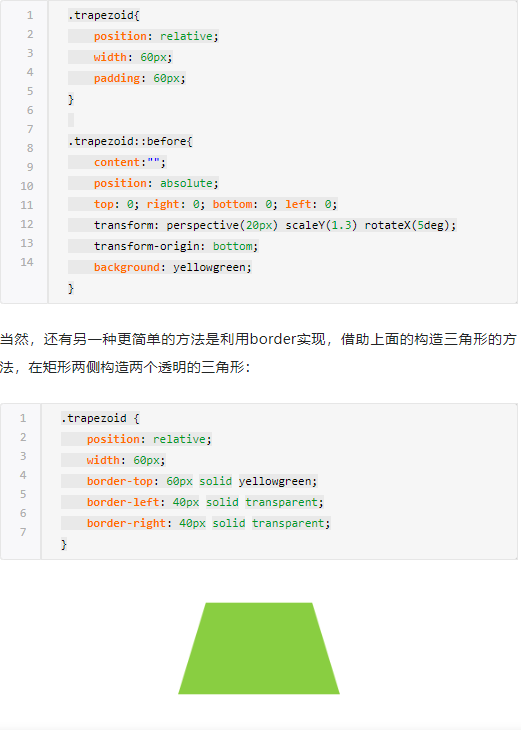 1 .trapezoid{
2 position: relative;
3 width: 60px;
4 padding: 60px;
5 }
6
7 .trapezoid::before{
8 content:"";
9 position: absolute;
10 top: 0; right: 0; bottom: 0; left: 0;
11 transform: perspective(20px) scaleY(1.3) rotateX(5deg);
12 transform-origin: bottom;
13 background: yellowgreen;
14 }
当然，还有另一种更简单的方法是利用border实现，借助上面的构造三角形的方
法，在矩形两侧构造两个透明的三角形：
1 .trapezoid {
2 position: relative;
3 width: 60px;
4 border-top: 60px solid yellowgreen;
5 border-left: 40px solid transparent;
6 border-right: 40px solid transparent;
7 }